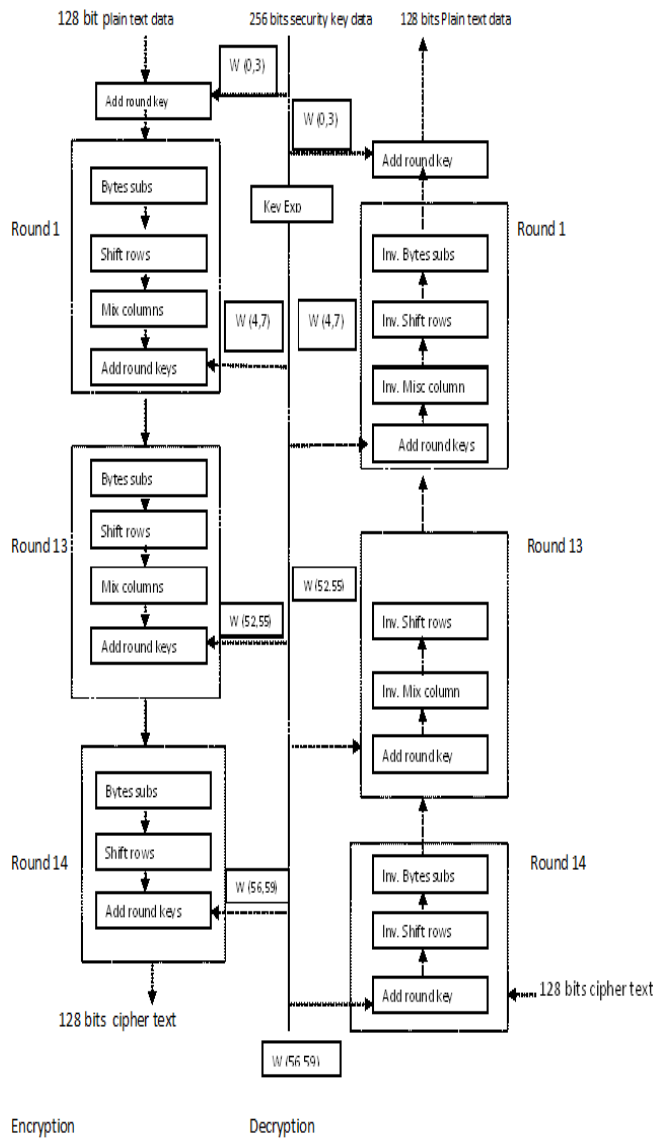 128 bit plain text data
256 bits security key data
128 bits Plain text data
W (0,3)
Add round key
W (0,3)
Add round key
Bytes subs
Key Exp
Round 1
Round 1
Shift rows
Inv. Bytes subs
Mix columns
W (4,7)
W (4,7)
Inv. Shift rows
Add round keys
Inv. Misc column
Add round keys
Bytes subs
Shift rows
Round 13
Round 13
Mix columns
W (52,55)
W (52,55)
Inv. Shift rows
Add round keys
Inv. Mix column
Add round key
Bytes subs
Shift rows
Round 14
Round 14
Inv. Bytes subs
W (56,59)
Add round keys
Inv. Shift rows
Add round key
128 bits cipher text
128 bits cipher text
W (56,59)
Encryption
Decryption